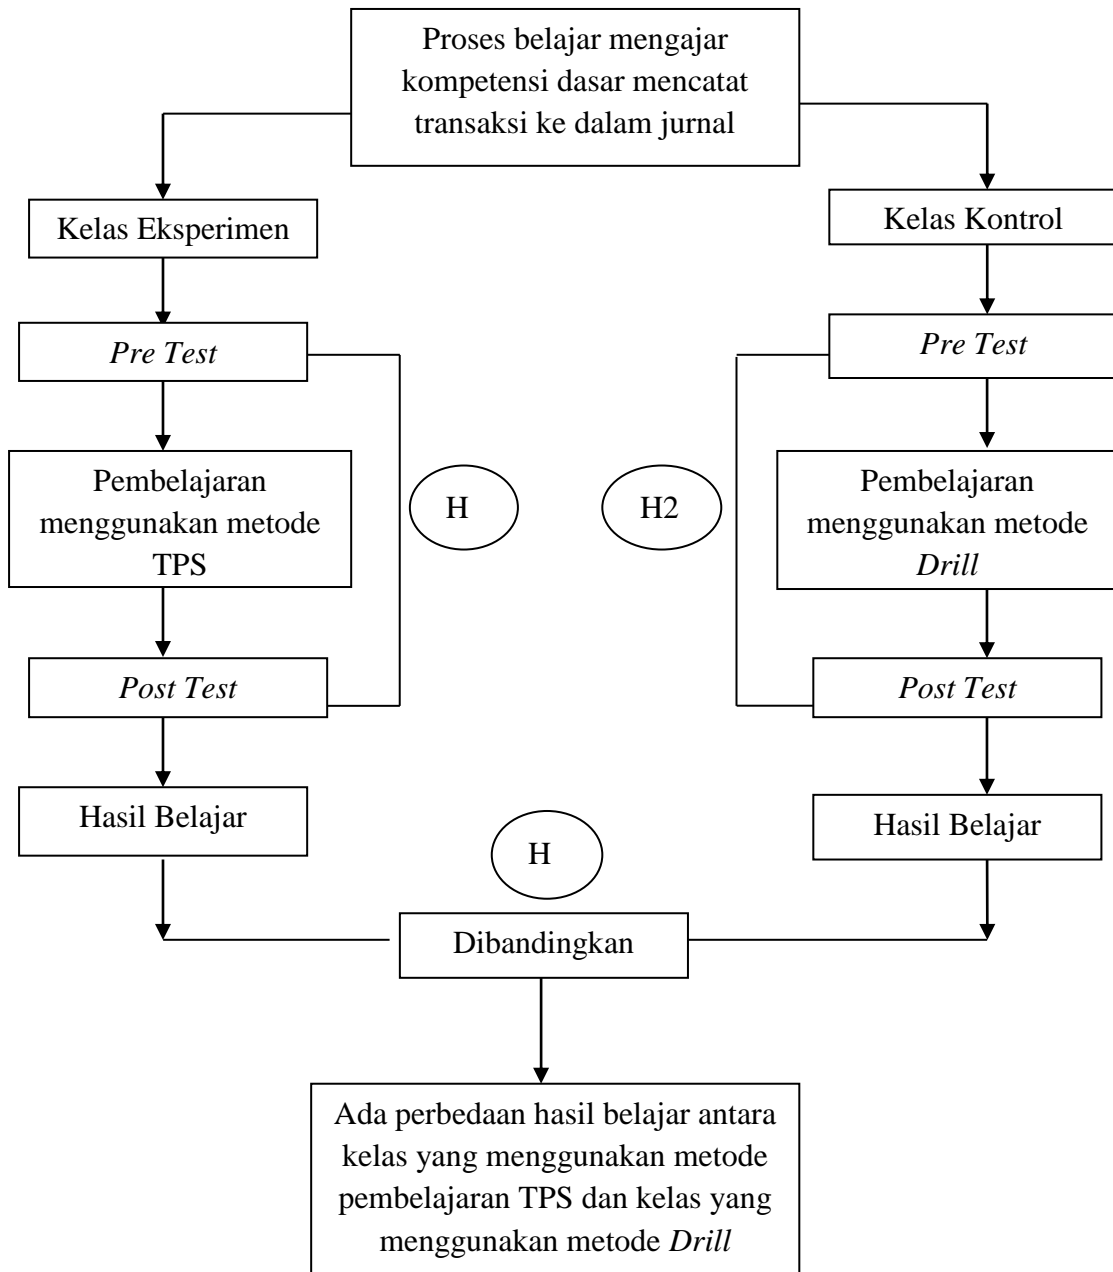 Proses belajar mengajar
kompetensi dasar mencatat
transaksi ke dalam jurnal
Kelas Eksperimen
Kelas Kontrol
Pre Test
Pre Test
Pembelajaran
menggunakan metode
TPS
H
H2
Pembelajaran
menggunakan metode
Drill
Post Test
Post Test
Hasil Belajar
Hasil Belajar
H
Dibandingkan
Ada perbedaan hasil belajar antara
kelas yang menggunakan metode
pembelajaran TPS dan kelas yang
menggunakan metode Drill